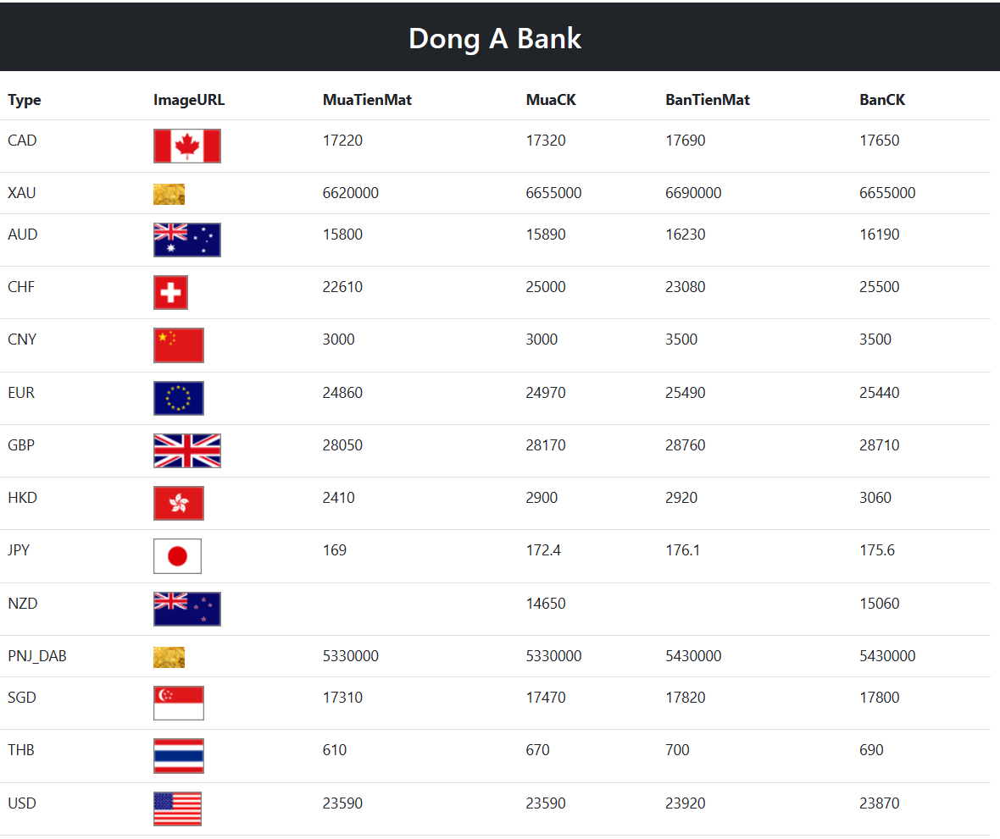 Dong A Bank
Type ImageURL MuaTienMat MuaCK BanTienMat BanCK
CAD 17220 17320 17690 17650
XAU 6620000 6655000 6690000 6655000
AUD 15800 15890 16230 16190
CHF 22610 25000 23080 25500
CNY 3000 3000 3500 3500
EUR 24860 24970 25490 25440
GBP 28050 28170 28760 28710
HKD 2410 2900 2920 3060
JPY 169 172.4 176.1 175.6
NZD 14650 15060
PNJ_DAB 5330000 5330000 5430000 5430000
SGD 17310 17470 17820 17800
THB 610 670 700 690
USD 23590 23590 23920 23870